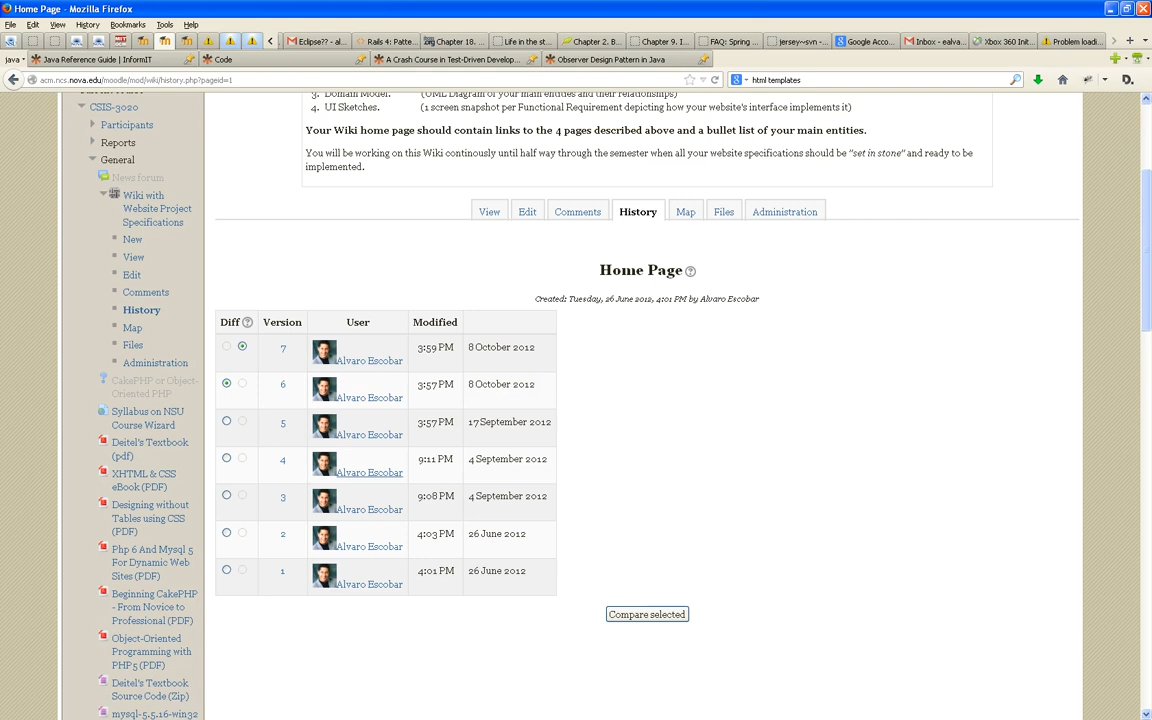 Home Page - Mozilla Firefox
File Edit View History Bookmarks Tools Help
Eclipse?? - al... Rails 4: Patte... Chapter 18. ... Life in the st... Chapter 2. B... Chapter 9. I... FAQ: Spring ... jersey~svn -... Google Acco... Inbox - ealva... Xbox 360 Init... Problem loadi...
java Java Reference Guide | InformIT Code A Crash Course in Test-Driven Develop... Observer Design Pattern in Java
acm.ncs.nova.edu/moodle/mod/wiki/history.php?pageid=1 html templates
CSIS-3020
Participants
Reports
General
News forum
Wiki with
Website Project
Specifications
New
View
Edit
Comments
History
Map
Files
Administration
CakePHP or Object-
Oriented PHP
Syllabus on NSU
Course Wizard
Deitel's Textbook
(pdf)
XHTML & CSS
eBook (PDF)
Designing without
Tables using CSS
(PDF)
Php 6 And Mysql 5
For Dynamic Web
Sites (PDF)
Beginning CakePHP
- From Novice to
Professional (PDF)
Object-Oriented
Programming with
PHP5 (PDF)
Deitel's Textbook
Source Code (Zip)
mysql-5.5.16-win32
3. Domain Model. (UML Diagram of your main entities and their relationships)
4. UI Sketches. (1 screen snapshot per Functional Requirement depicting how your website's interface implements it)
Your Wiki home page should contain links to the 4 pages described above and a bullet list of your main entities.
You will be working on this Wiki continously until half way through the semester when all your website specifications should be "set in stone" and ready to be
implemented.
View Edit Comments History Map Files Administration
Home Page
Created: Tuesday, 26 June 2012, 4:01 PM by Alvaro Escobar
Diff Version User Modified
7 Alvaro Escobar 3:59 PM 8 October 2012
6 Alvaro Escobar 3:57 PM 8 October 2012
5 Alvaro Escobar 3:57 PM 17 September 2012
4 Alvaro Escobar 9:11 PM 4 September 2012
3 Alvaro Escobar 9:08 PM 4 September 2012
2 Alvaro Escobar 4:03 PM 26 June 2012
1 Alvaro Escobar 4:01 PM 26 June 2012
Compare selected